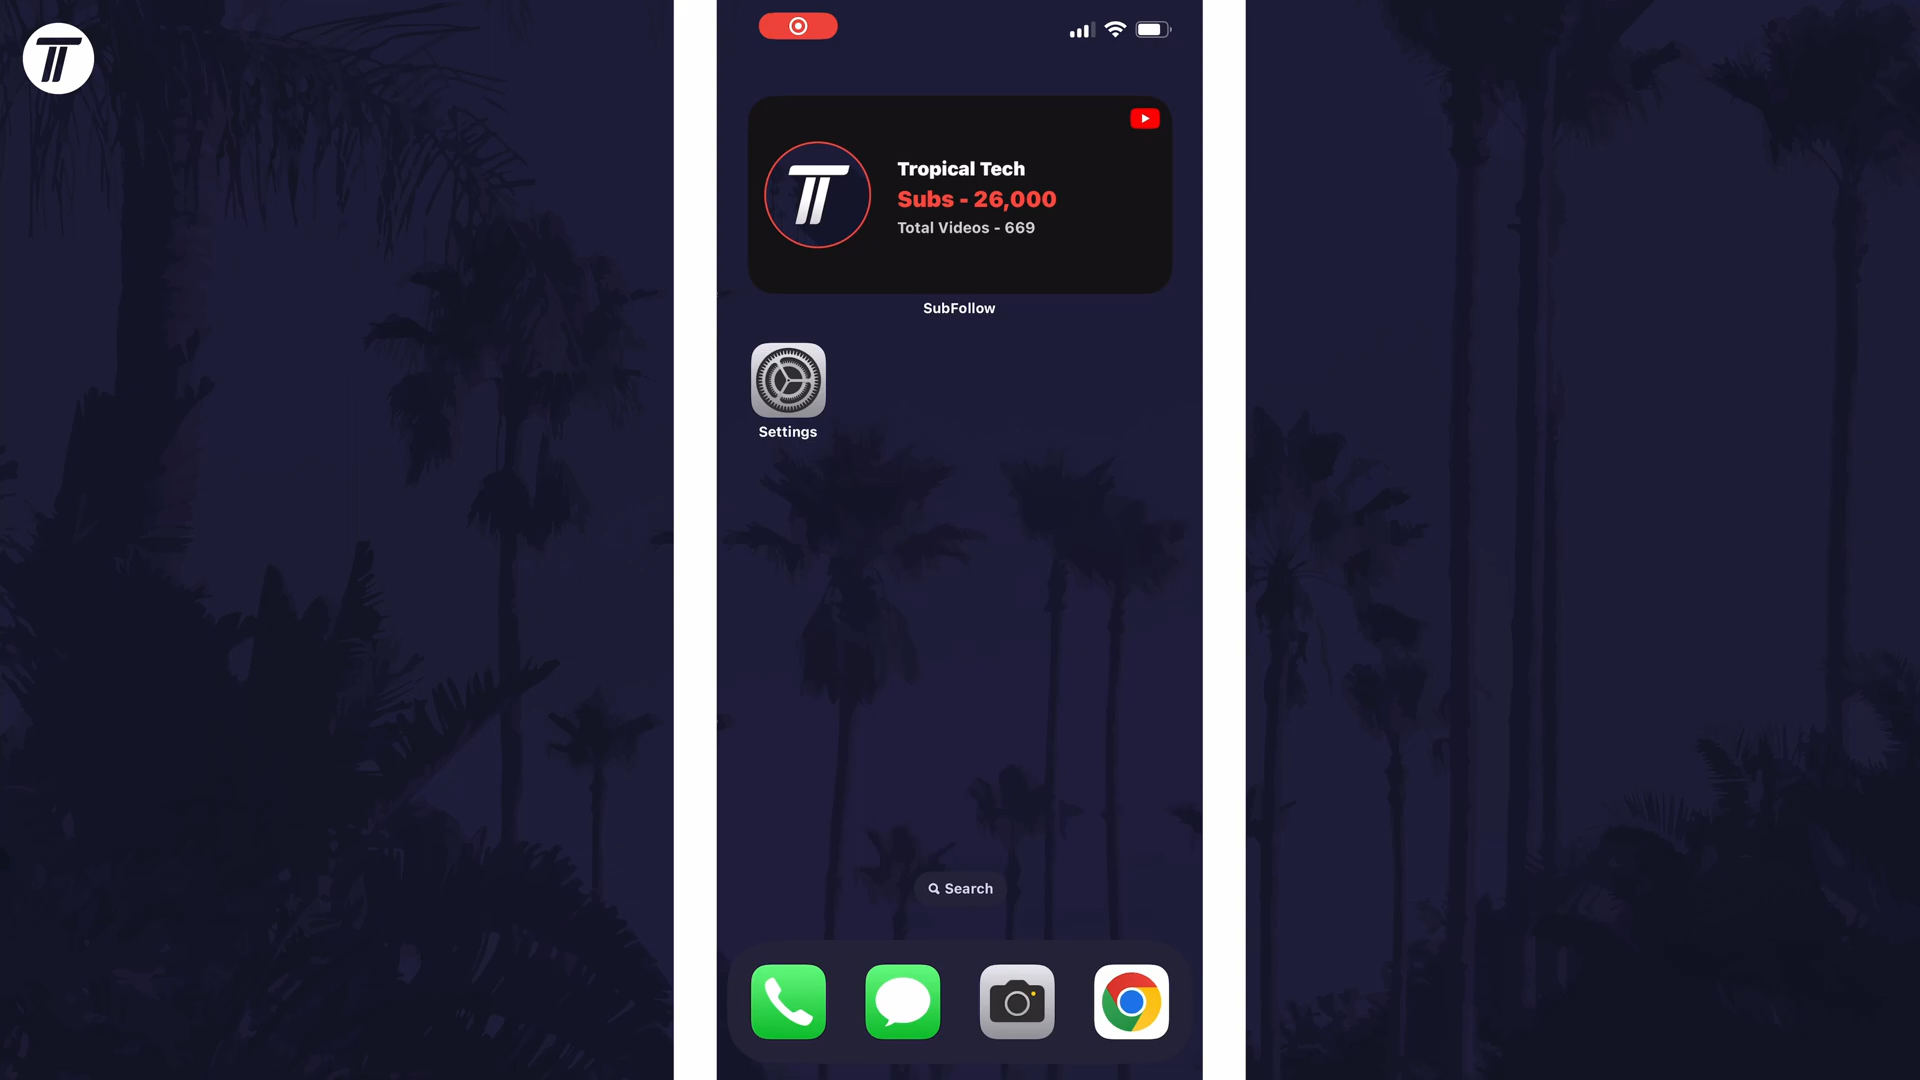 Tropical Tech
Subs - 26,000
Total Videos - 669
SubFollow
Settings
Search